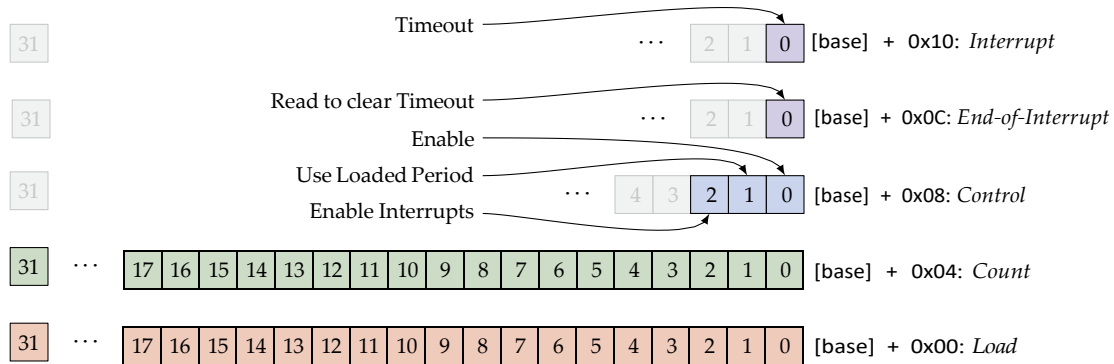 Timeout
31 ... 2 1 0 [base] + 0x10: Interrupt
Read to clear Timeout
31 ... 2 1 0 [base] + 0x0C: End-of-Interrupt
Enable
Use Loaded Period
31 ... 4 3 2 1 0 [base] + 0x08: Control
Enable Interrupts
31 ... 17 16 15 14 13 12 11 10 9 8 7 6 5 4 3 2 1 0 [base] + 0x04: Count
31 ... 17 16 15 14 13 12 11 10 9 8 7 6 5 4 3 2 1 0 [base] + 0x00: Load